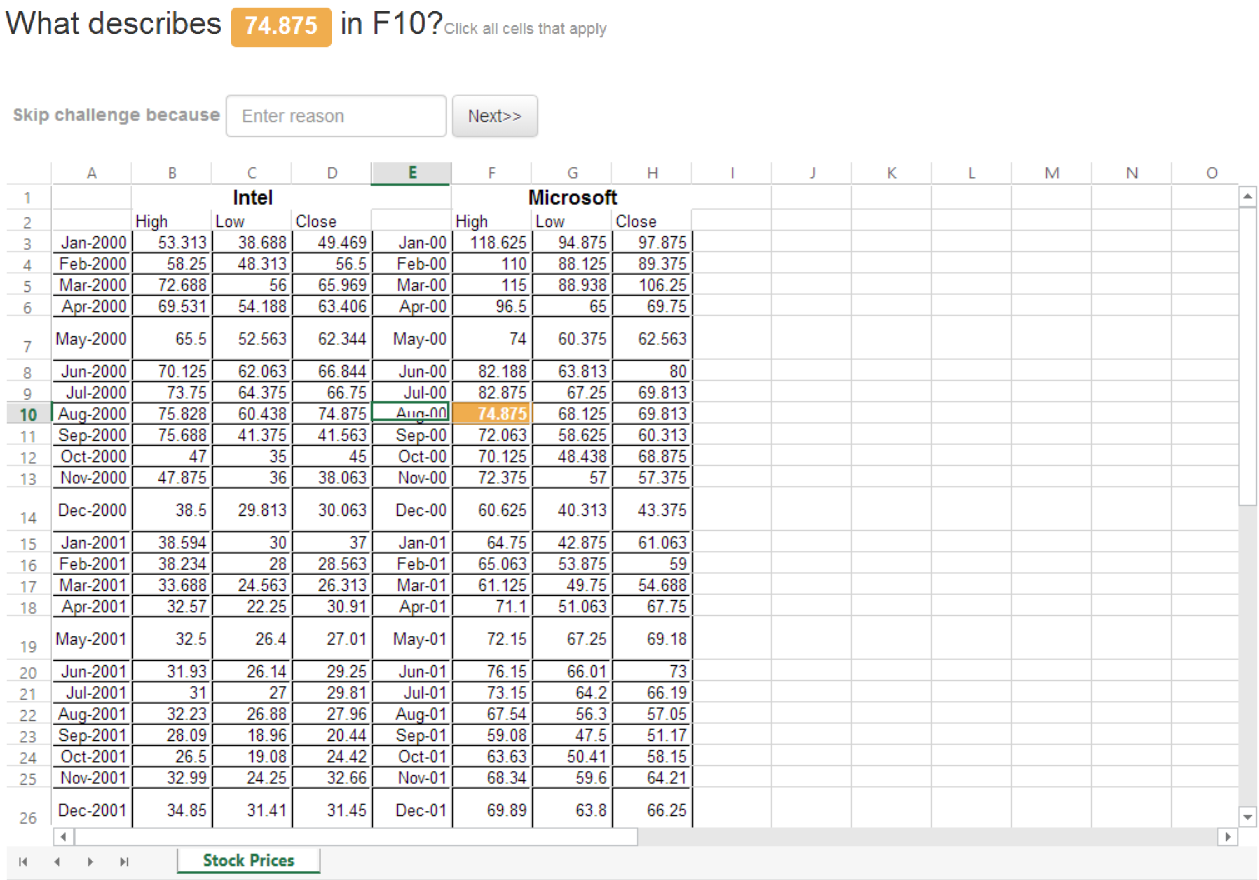 What describes 74.875 in F10? Click all cells that apply
Skip challenge because Enter reason Next>>
A B C D E F G H I J K L M N O
1 Intel Microsoft
2 High Low Close High Low Close
3 Jan-2000 53.313 38.688 49.469 Jan-00 118.625 94.875 97.875
4 Feb-2000 58.25 48.313 56.5 Feb-00 110 88.125 89.375
5 Mar-2000 72.688 56 65.969 Mar-00 115 88.938 106.25
6 Apr-2000 69.531 54.188 63.406 Apr-00 96.5 65 69.75
7 May-2000 65.5 52.563 62.344 May-00 74 60.375 62.563
8 Jun-2000 70.125 62.063 66.844 Jun-00 82.188 63.813 80
9 Jul-2000 73.75 64.375 66.75 Jul-00 82.875 67.25 69.813
10 Aug-2000 75.828 60.438 74.875 Aug-00 74.875 68.125 69.813
11 Sep-2000 75.688 41.375 41.563 Sep-00 72.063 58.625 60.313
12 Oct-2000 47 35 45 Oct-00 70.125 48.438 68.875
13 Nov-2000 47.875 36 38.063 Nov-00 72.375 57 57.375
14 Dec-2000 38.5 29.813 30.063 Dec-00 60.625 40.313 43.375
15 Jan-2001 38.594 30 37 Jan-01 64.75 42.875 61.063
16 Feb-2001 38.234 28 28.563 Feb-01 65.063 53.875 59
17 Mar-2001 33.688 24.563 26.313 Mar-01 61.125 49.75 54.688
18 Apr-2001 32.57 22.25 30.91 Apr-01 71.1 51.063 67.75
19 May-2001 32.5 26.4 27.01 May-01 72.15 67.25 69.18
20 Jun-2001 31.93 26.14 29.25 Jun-01 76.15 66.01 73
21 Jul-2001 31 27 29.81 Jul-01 73.15 64.2 66.19
22 Aug-2001 32.23 26.88 27.96 Aug-01 67.54 56.3 57.05
23 Sep-2001 28.09 18.96 20.44 Sep-01 59.08 47.5 51.17
24 Oct-2001 26.5 19.08 24.42 Oct-01 63.63 50.41 58.15
25 Nov-2001 32.99 24.25 32.66 Nov-01 68.34 59.6 64.21
26 Dec-2001 34.85 31.41 31.45 Dec-01 69.89 63.8 66.25
Stock Prices